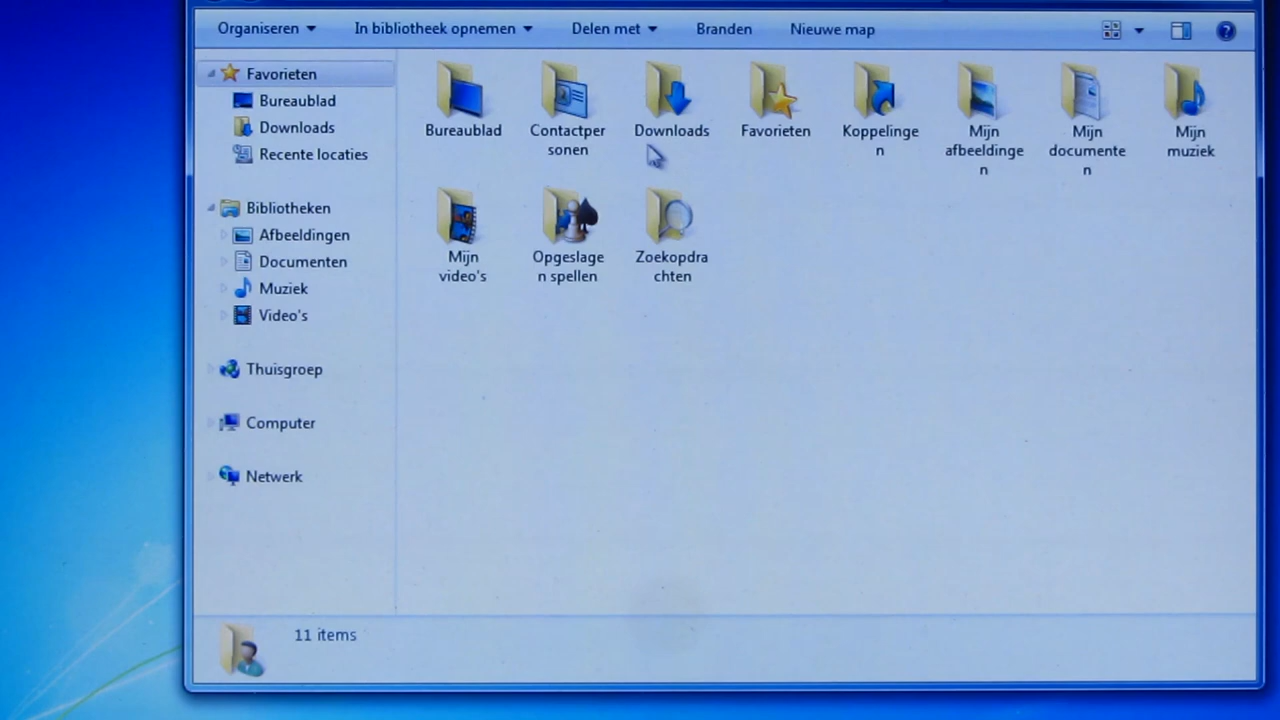 Organiseren
In bibliotheek opnemen
Delen met
Branden
Nieuwe map
Favorieten
Bureaublad
Downloads
Recente locaties
Bibliotheken
Afbeeldingen
Documenten
Muziek
Video's
Thuisgroep
Computer
Netwerk
Bureaublad
Contactper
sonen
Downloads
Favorieten
Koppelinge
n
Mijn
afbeeldinge
n
Mijn
documente
n
Mijn
muziek
Mijn
video's
Opgeslage
n spellen
Zoekopdra
chten
11 items